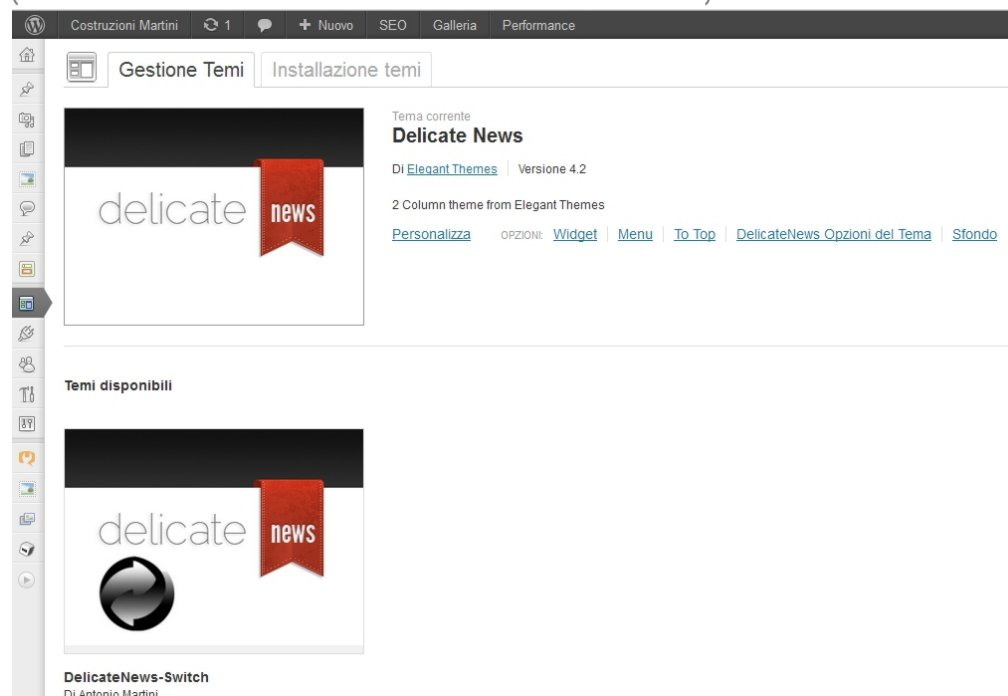 Costruzioni Martini 1 + Nuovo SEO Galleria Performance
Gestione Temi Installazione temi
Tema corrente
Delicate News
Di Elegant Themes Versione 4.2
2 Column theme from Elegant Themes
Personalizza OPZIONI: Widget Menu To Top DelicateNews Opzioni del Tema Sfondo
delicate news
Temi disponibili
delicate news
DelicateNews-Switch
Di Antonio Martini